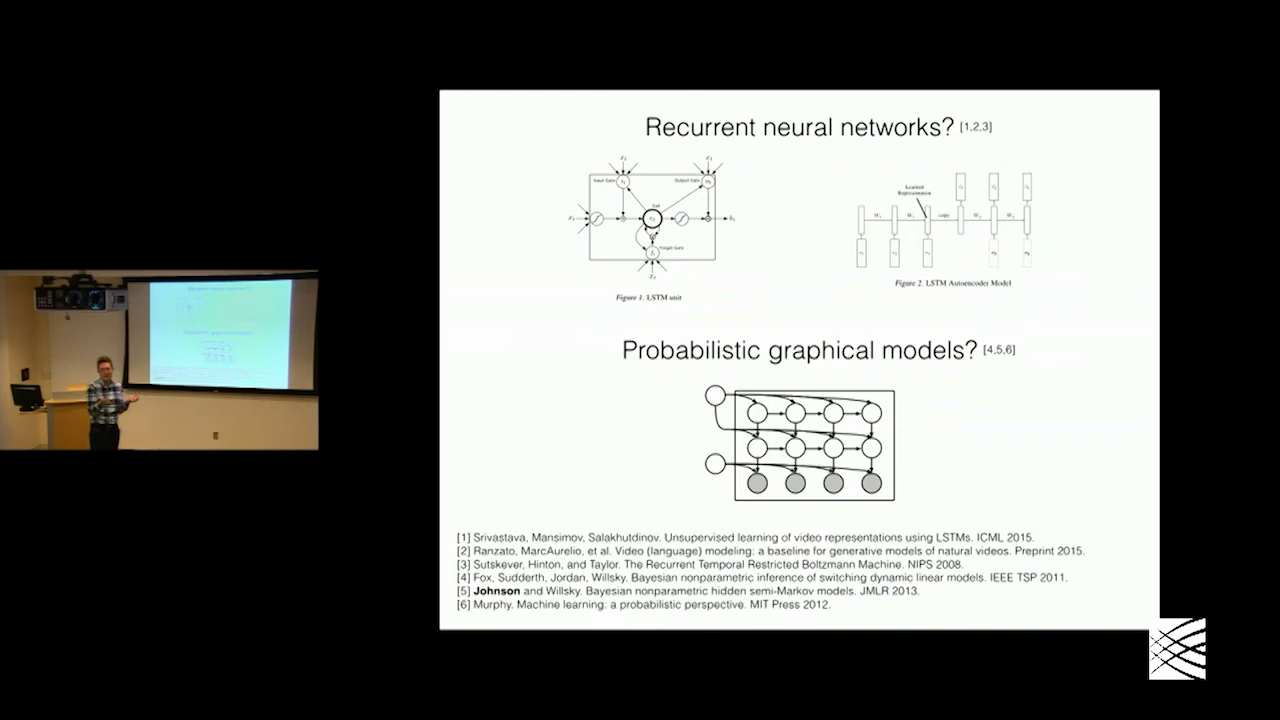 Recurrent neural networks? [1,2,3]
Input Gate
Output Gate
Cell
Forget Gate
Figure 1. LSTM unit
Learned
Representation
W₁ W₁ copy W₂ W₂
Figure 2. LSTM Autoencoder Model
Probabilistic graphical models? [4,5,6]
[1] Srivastava, Mansimov, Salakhutdinov. Unsupervised learning of video representations using LSTMs. ICML 2015.
[2] Ranzato, MarcAurelio, et al. Video (language) modeling: a baseline for generative models of natural videos. Preprint 2015.
[3] Sutskever, Hinton, and Taylor. The Recurrent Temporal Restricted Boltzmann Machine. NIPS 2008.
[4] Fox, Sudderth, Jordan, Willsky. Bayesian nonparametric inference of switching dynamic linear models. IEEE TSP 2011.
[5] Johnson and Willsky. Bayesian nonparametric hidden semi-Markov models. JMLR 2013.
[6] Murphy. Machine learning: a probabilistic perspective. MIT Press 2012.